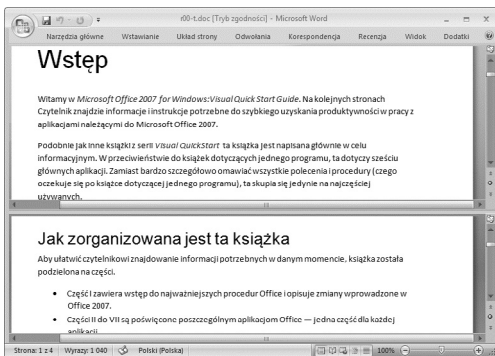 r00-t.doc [Tryb zgodności] - Microsoft Word
Narzędzia główne Wstawianie Układ strony Odwołania Korespondencja Recenzja Widok Dodatki
Wstęp
Witamy w Microsoft Office 2007 for Windows:Visual Quick Start Guide. Na kolejnych stronach
Czytelnik znajdzie informacje i instrukcje potrzebne do szybkiego uzyskania produktywności w pracy z
aplikacjami należącymi do Microsoft Office 2007.
Podobnie jak inne książki z serii Visual QuickStart ta książka jest napisana głównie w celu
informacyjnym. W przeciwieństwie do książek dotyczących jednego programu, ta dotyczy sześciu
głównych aplikacji. Zamiast bardzo szczegółowo omawiać wszystkie polecenia i procedury (czego
oczekuje się po książce dotyczącej jednego programu), ta skupia się jedynie na najczęściej
używanych.
Jak zorganizowana jest ta książka
Aby ułatwić czytelnikowi znajdowanie informacji potrzebnych w danym momencie, książka została
podzielona na części.
• Część I zawiera wstęp do najważniejszych procedur Office i opisuje zmiany wprowadzone w
Office 2007.
• Części II do VII są poświęcone poszczególnym aplikacjom Office — jedna część dla każdej
aplikacji.
Strona: 1 z 4 Wyrazy: 1 040 Polski (Polska) 100%